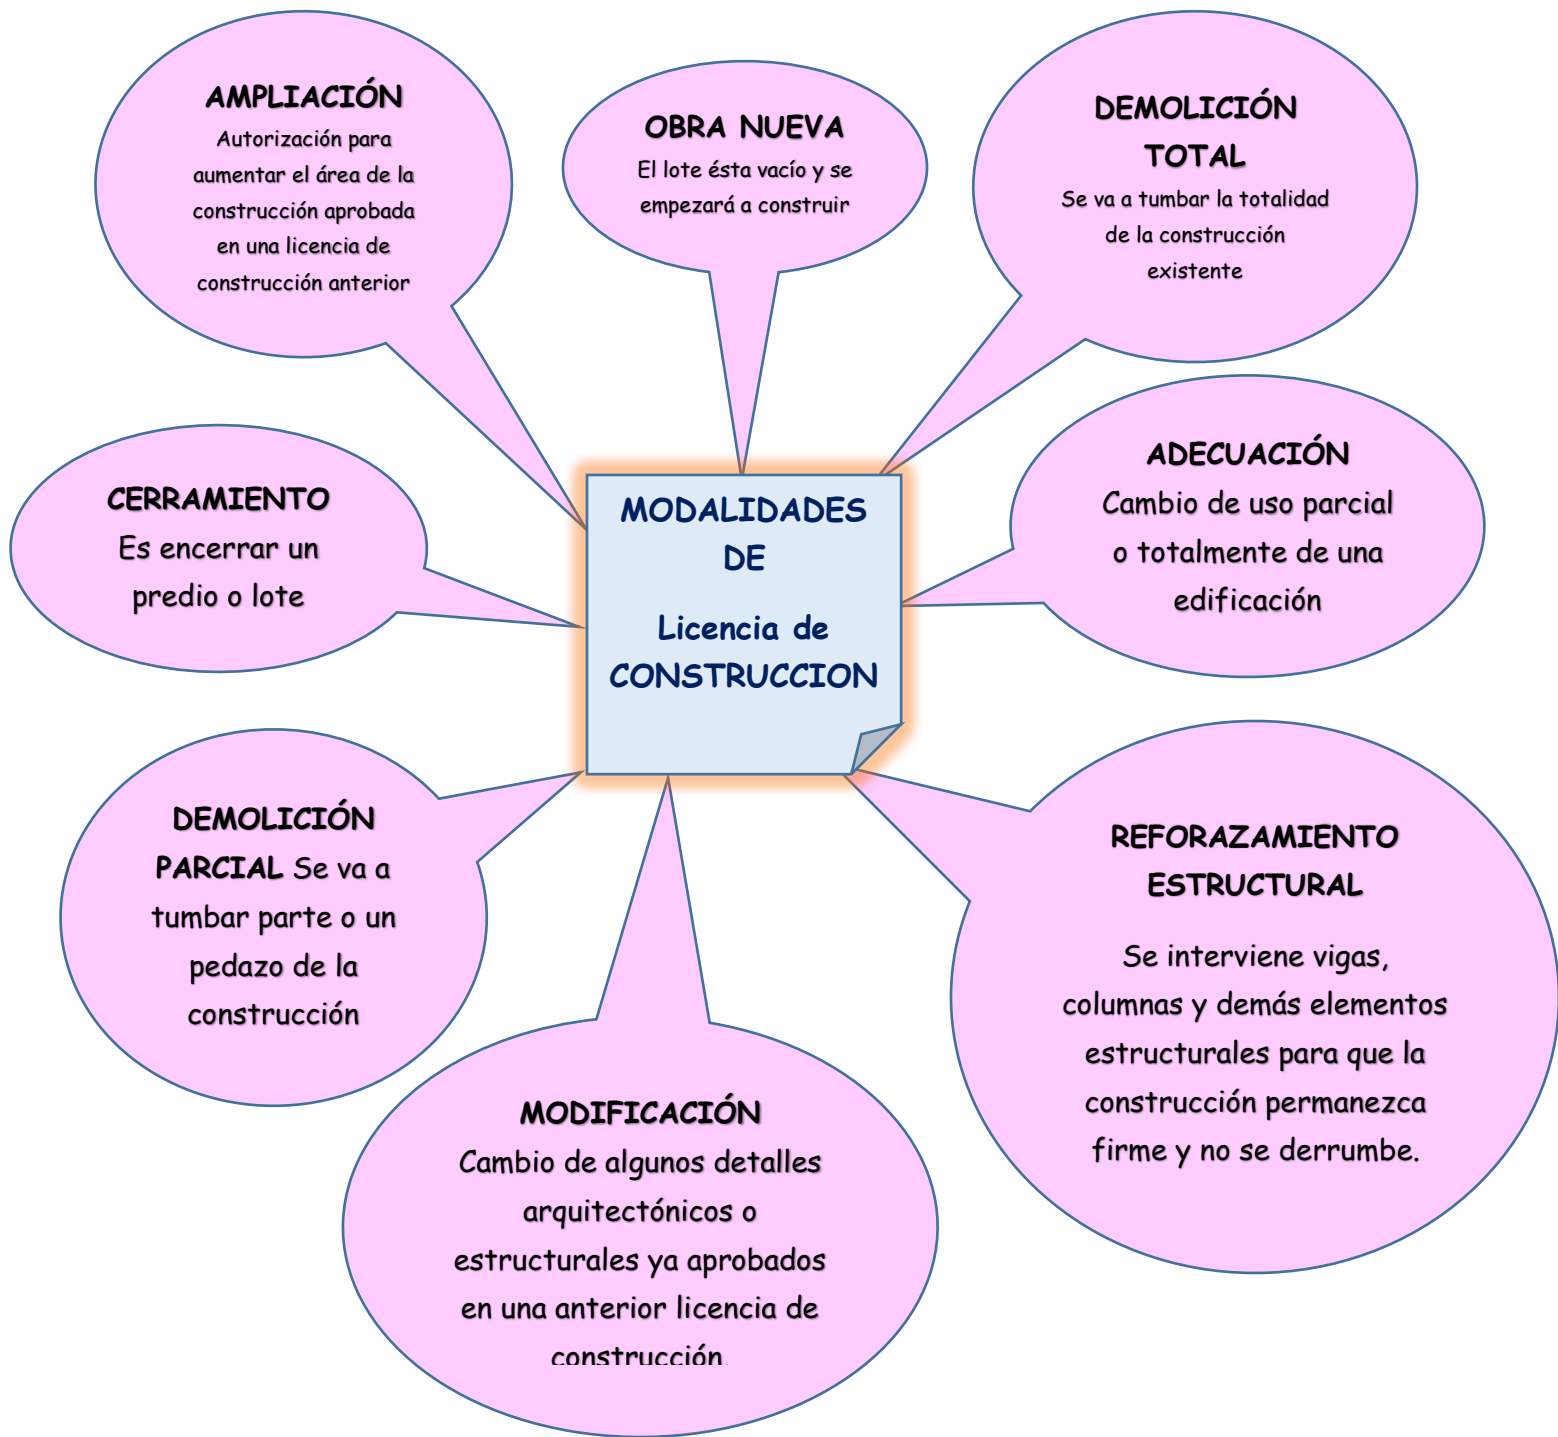 AMPLIACIÓN
Autorización para
aumentar el área de la
construcción aprobada
en una licencia de
construcción anterior
OBRA NUEVA
El lote ésta vacío y se
empezará a construir
DEMOLICIÓN
TOTAL
Se va a tumbar la totalidad
de la construcción
existente
CERRAMIENTO
Es encerrar un
predio o lote
MODALIDADES
DE
Licencia de
CONSTRUCCION
ADECUACIÓN
Cambio de uso parcial
o totalmente de una
edificación
DEMOLICIÓN
PARCIAL Se va a
tumbar parte o un
pedazo de la
construcción
MODIFICACIÓN
Cambio de algunos detalles
arquitectónicos o
estructurales ya aprobados
en una anterior licencia de
construcción.
REFORAZAMIENTO
ESTRUCTURAL
Se interviene vigas,
columnas y demás elementos
estructurales para que la
construcción permanezca
firme y no se derrumbe.